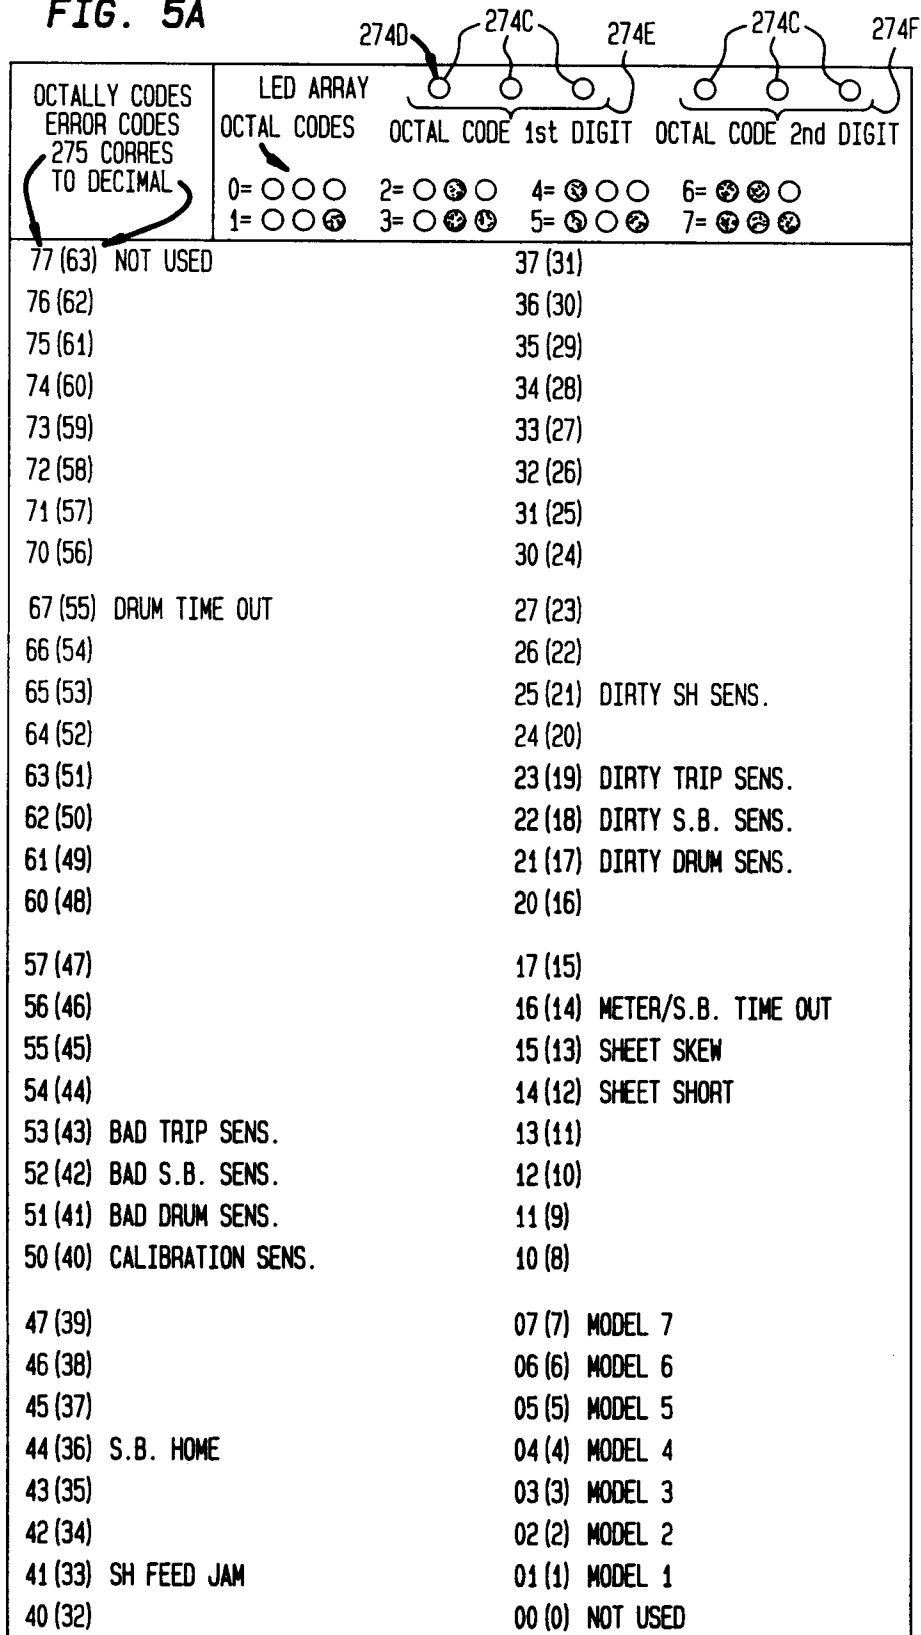 FIG. 5A
274D 274C 274E 274C 274F
OCTALLY CODES
ERROR CODES
275 CORRES
TO DECIMAL
LED ARRAY
OCTAL CODES
OCTAL CODE 1st DIGIT OCTAL CODE 2nd DIGIT
0= 2= 4= 6=
1= 3= 5= 7=
77 (63) NOT USED
76 (62)
75 (61)
74 (60)
73 (59)
72 (58)
71 (57)
70 (56)
67 (55) DRUM TIME OUT
66 (54)
65 (53)
64 (52)
63 (51)
62 (50)
61 (49)
60 (48)
57 (47)
56 (46)
55 (45)
54 (44)
53 (43) BAD TRIP SENS.
52 (42) BAD S.B. SENS.
51 (41) BAD DRUM SENS.
50 (40) CALIBRATION SENS.
47 (39)
46 (38)
45 (37)
44 (36) S.B. HOME
43 (35)
42 (34)
41 (33) SH FEED JAM
40 (32)
37 (31)
36 (30)
35 (29)
34 (28)
33 (27)
32 (26)
31 (25)
30 (24)
27 (23)
26 (22)
25 (21) DIRTY SH SENS.
24 (20)
23 (19) DIRTY TRIP SENS.
22 (18) DIRTY S.B. SENS.
21 (17) DIRTY DRUM SENS.
20 (16)
17 (15)
16 (14) METER/S.B. TIME OUT
15 (13) SHEET SKEW
14 (12) SHEET SHORT
13 (11)
12 (10)
11 (9)
10 (8)
07 (7) MODEL 7
06 (6) MODEL 6
05 (5) MODEL 5
04 (4) MODEL 4
03 (3) MODEL 3
02 (2) MODEL 2
01 (1) MODEL 1
00 (0) NOT USED